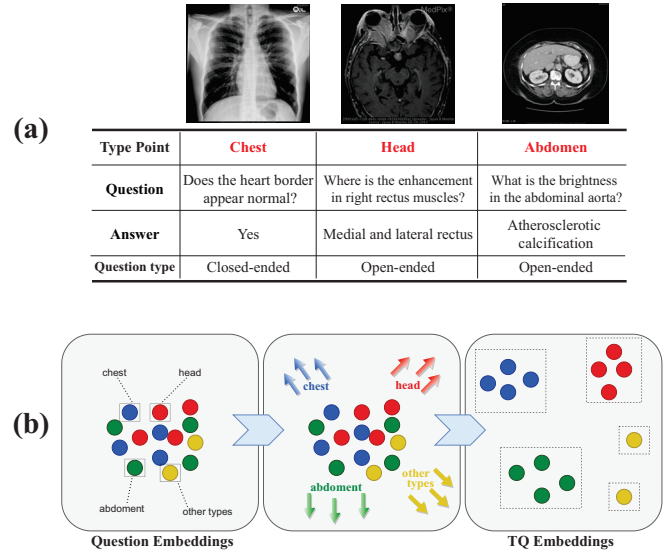 MedPix®
(a)
Type Point Chest Head Abdomen
Question Does the heart border appear normal? Where is the enhancement in right rectus muscles? What is the brightness in the abdominal aorta?
Answer Yes Medial and lateral rectus Atherosclerotic calcification
Question type Closed-ended Open-ended Open-ended
(b)
chest head
abdoment other types
chest head
abdoment other types
Question Embeddings TQ Embeddings